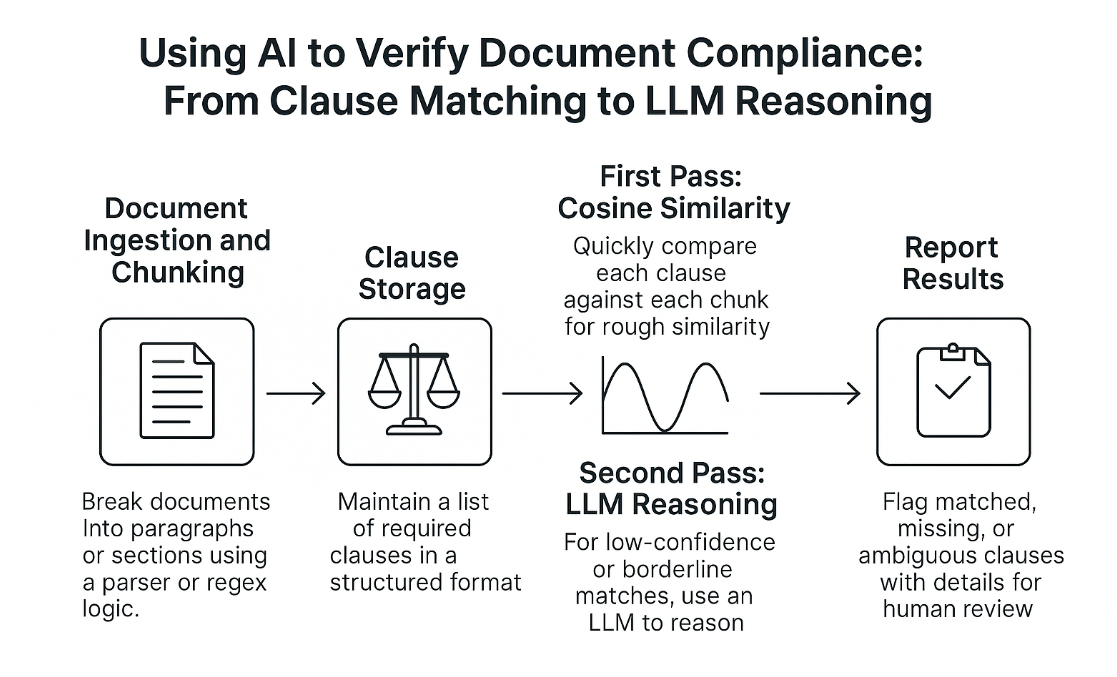 Using AI to Verify Document Compliance:
From Clause Matching to LLM Reasoning
Document
Ingestion and
Chunking
Break documents
Into paragraphs
or sections using
a parser or regex
logic.
Clause
Storage
Maintain a list
of required
clauses in a
structured format
First Pass:
Cosine Similarity
Quickly compare
each clause
against each chunk
for rough similarity
Second Pass:
LLM Reasoning
For low-confidence
or borderline
matches, use an
LLM to reason
Report
Results
Flag matched,
missing, or
ambiguous clauses
with details for
human review